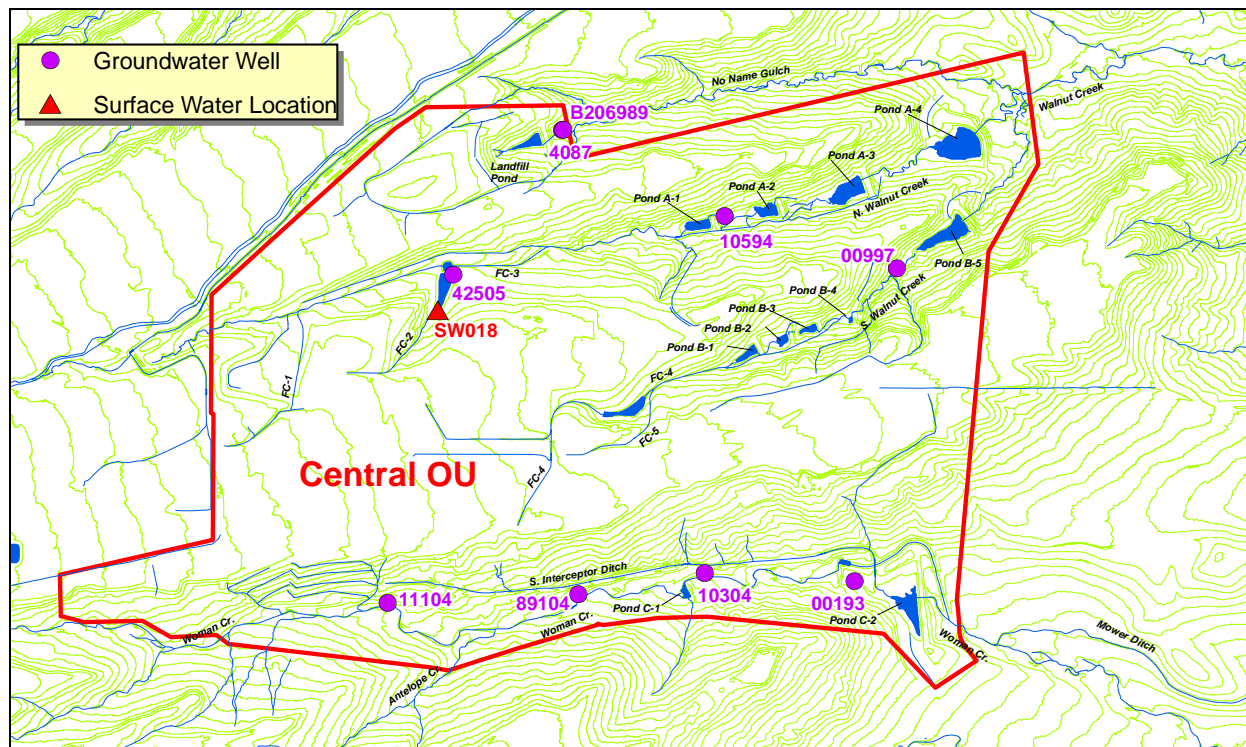 Groundwater Well
Surface Water Location
No Name Gulch
Walnut Creek
B206989
4087
Landfill
Pond
Pond A-4
Pond A-3
Pond A-2
Pond A-1
N. Walnut Creek
10594
00997
Pond B-5
FC-3
42505
SW018
FC-2
Pond B-4
Pond B-3
S. Walnut Creek
Pond B-2
Pond B-1
FC-1
FC-4
FC-5
Central OU
FC-4
S. Interceptor Ditch
11104
89104
10304
00193
Pond C-1
Pond C-2
Woman Cr.
Woman Cr.
Woman Cr.
Mower Ditch
Antelope Cr.